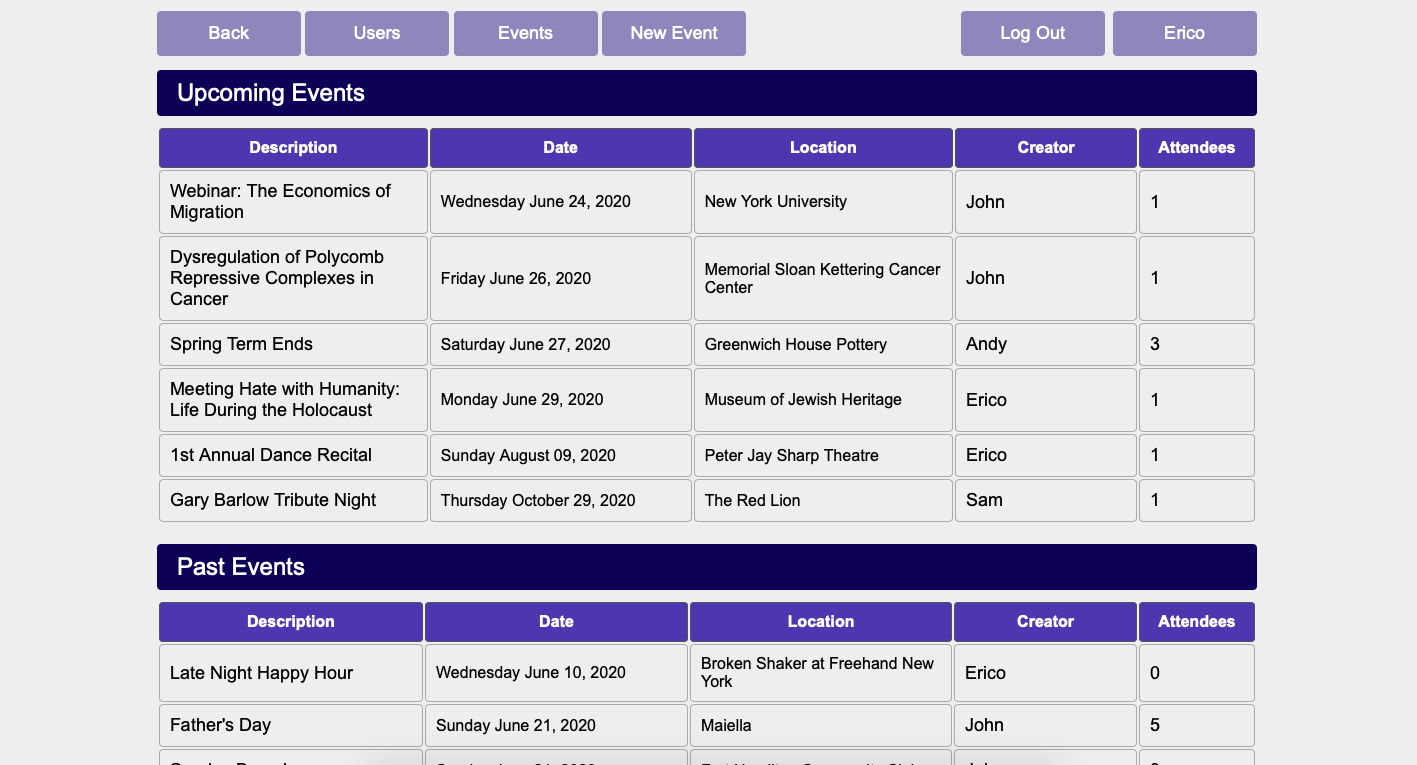 Back Users Events New Event Log Out Erico
Upcoming Events
Description Date Location Creator Attendees
Webinar: The Economics of
Migration
Wednesday June 24, 2020
New York University
John
1
Dysregulation of Polycomb
Repressive Complexes in
Cancer
Friday June 26, 2020
Memorial Sloan Kettering Cancer
Center
John
1
Spring Term Ends Saturday June 27, 2020 Greenwich House Pottery Andy 3
Meeting Hate with Humanity:
Life During the Holocaust
Monday June 29, 2020
Museum of Jewish Heritage
Erico
1
1st Annual Dance Recital Sunday August 09, 2020 Peter Jay Sharp Theatre Erico 1
Gary Barlow Tribute Night Thursday October 29, 2020 The Red Lion Sam 1
Past Events
Description Date Location Creator Attendees
Late Night Happy Hour
Wednesday June 10, 2020
Broken Shaker at Freehand New
York
Erico
0
Father's Day Sunday June 21, 2020 Maiella John 5